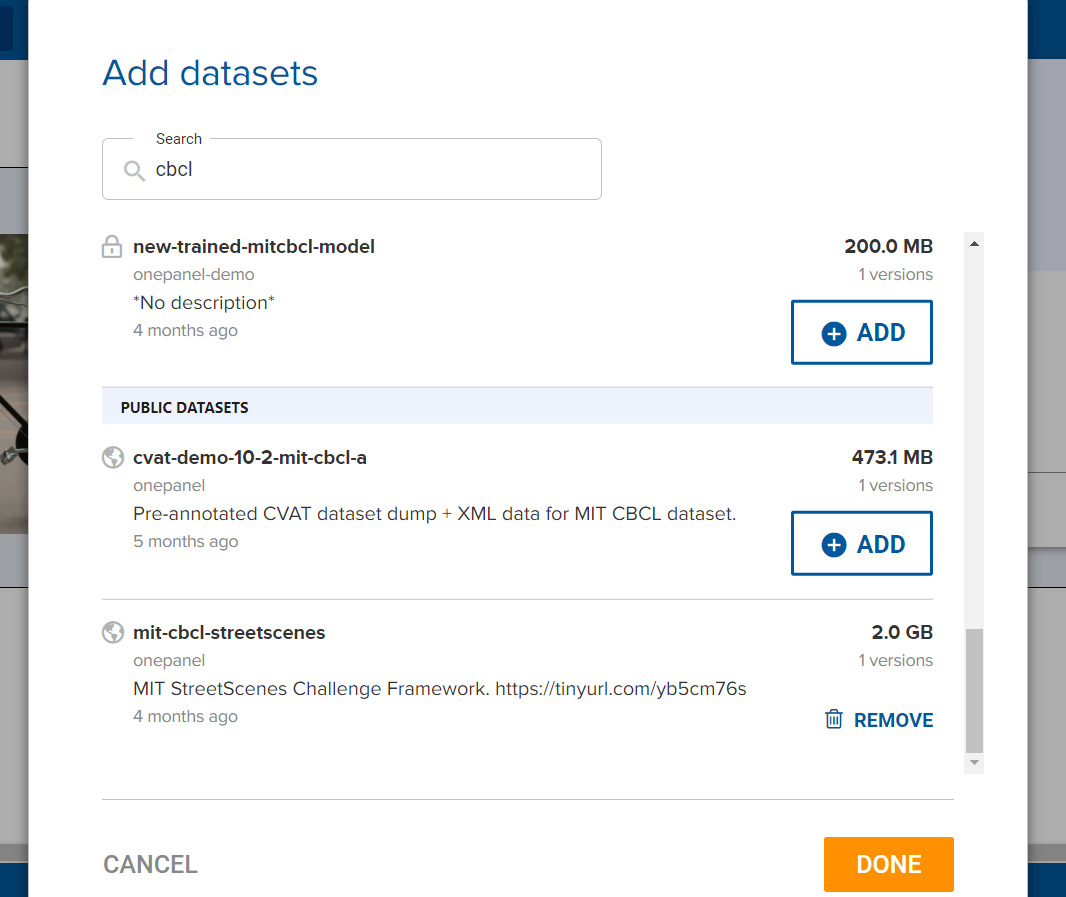 Add datasets
Search
cbcl
new-trained-mitcbcl-model
200.0 MB
onepanel-demo
1 versions
*No description*
4 months ago
ADD
PUBLIC DATASETS
cvat-demo-10-2-mit-cbcl-a
473.1 MB
onepanel
1 versions
Pre-annotated CVAT dataset dump + XML data for MIT CBCL dataset.
5 months ago
ADD
mit-cbcl-streetscenes
2.0 GB
onepanel
1 versions
MIT StreetScenes Challenge Framework. https://tinyurl.com/yb5cm76s
4 months ago
REMOVE
CANCEL
DONE